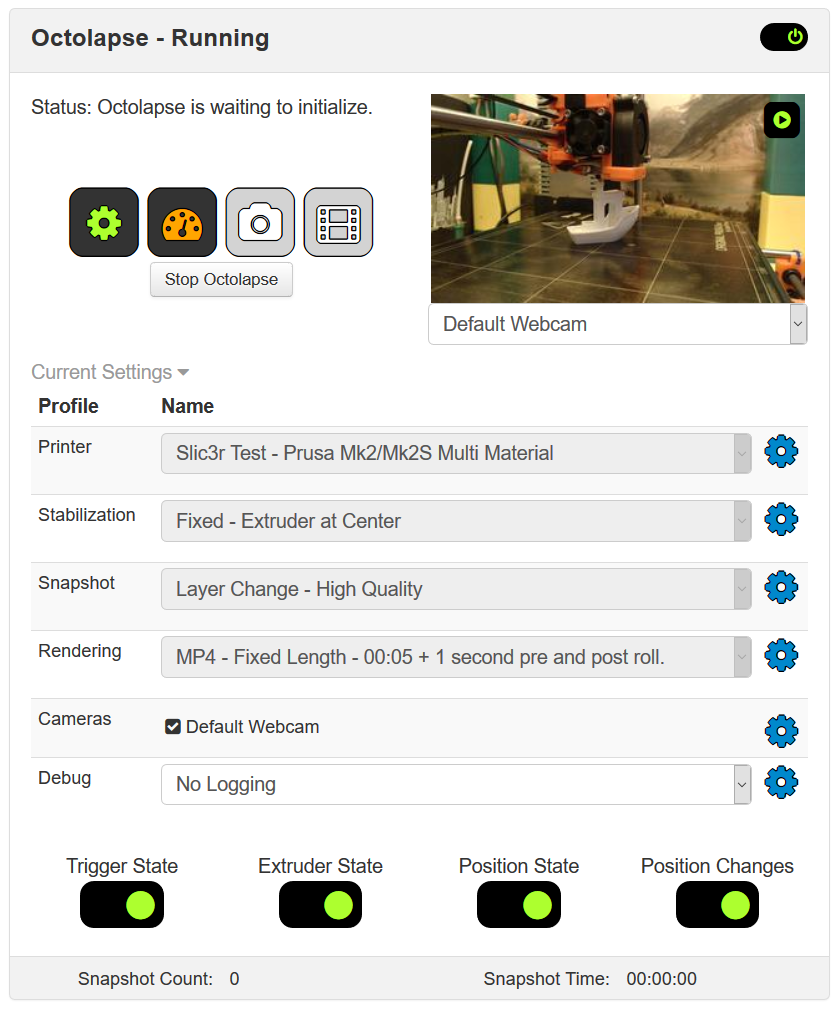 Octolapse - Running
Status: Octolapse is waiting to initialize.
Stop Octolapse
Default Webcam
Current Settings
Profile Name
Printer Slic3r Test - Prusa Mk2/Mk2S Multi Material
Stabilization Fixed - Extruder at Center
Snapshot Layer Change - High Quality
Rendering MP4 - Fixed Length - 00:05 + 1 second pre and post roll.
Cameras Default Webcam
Debug No Logging
Trigger State Extruder State Position State Position Changes
Snapshot Count: 0 Snapshot Time: 00:00:00